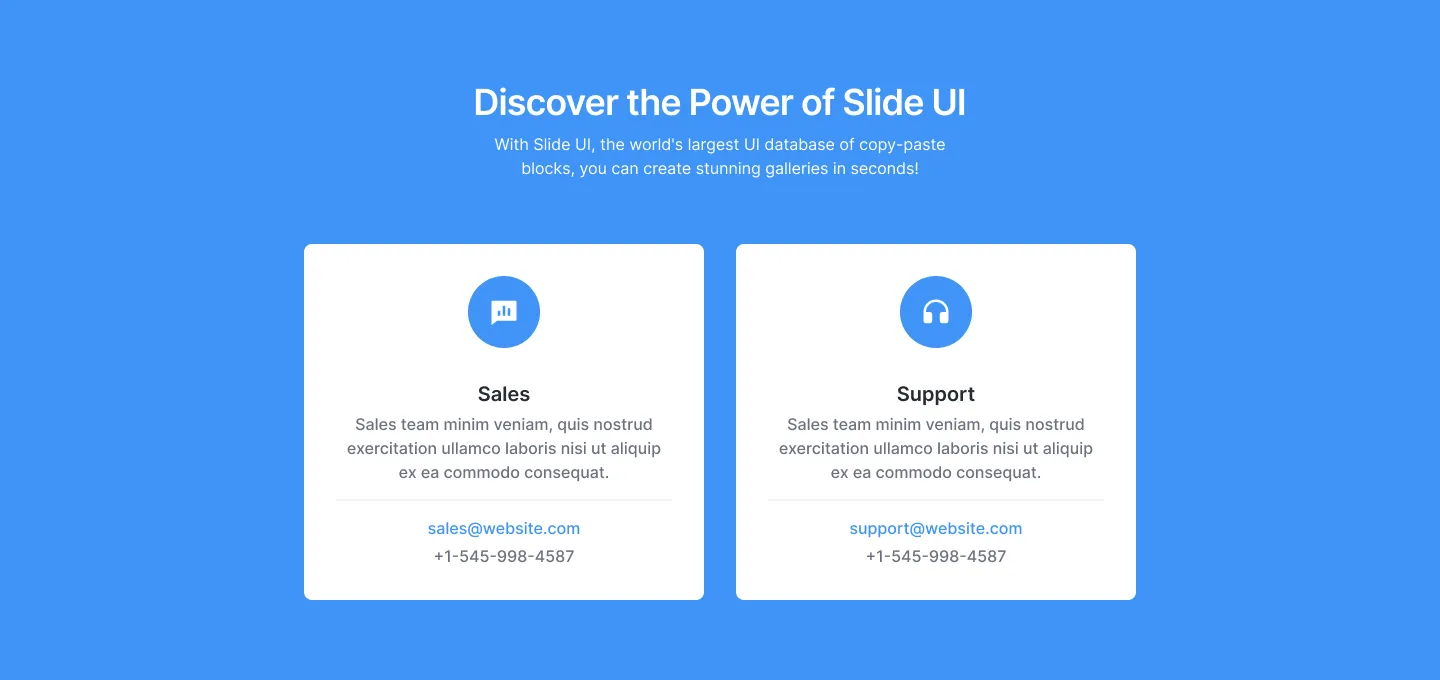 Discover the Power of Slide UI
With Slide UI, the world's largest UI database of copy-paste
blocks, you can create stunning galleries in seconds!
Sales
Sales team minim veniam, quis nostrud
exercitation ullamco laboris nisi ut aliquip
ex ea commodo consequat.
sales@website.com
+1-545-998-4587
Support
Sales team minim veniam, quis nostrud
exercitation ullamco laboris nisi ut aliquip
ex ea commodo consequat.
support@website.com
+1-545-998-4587